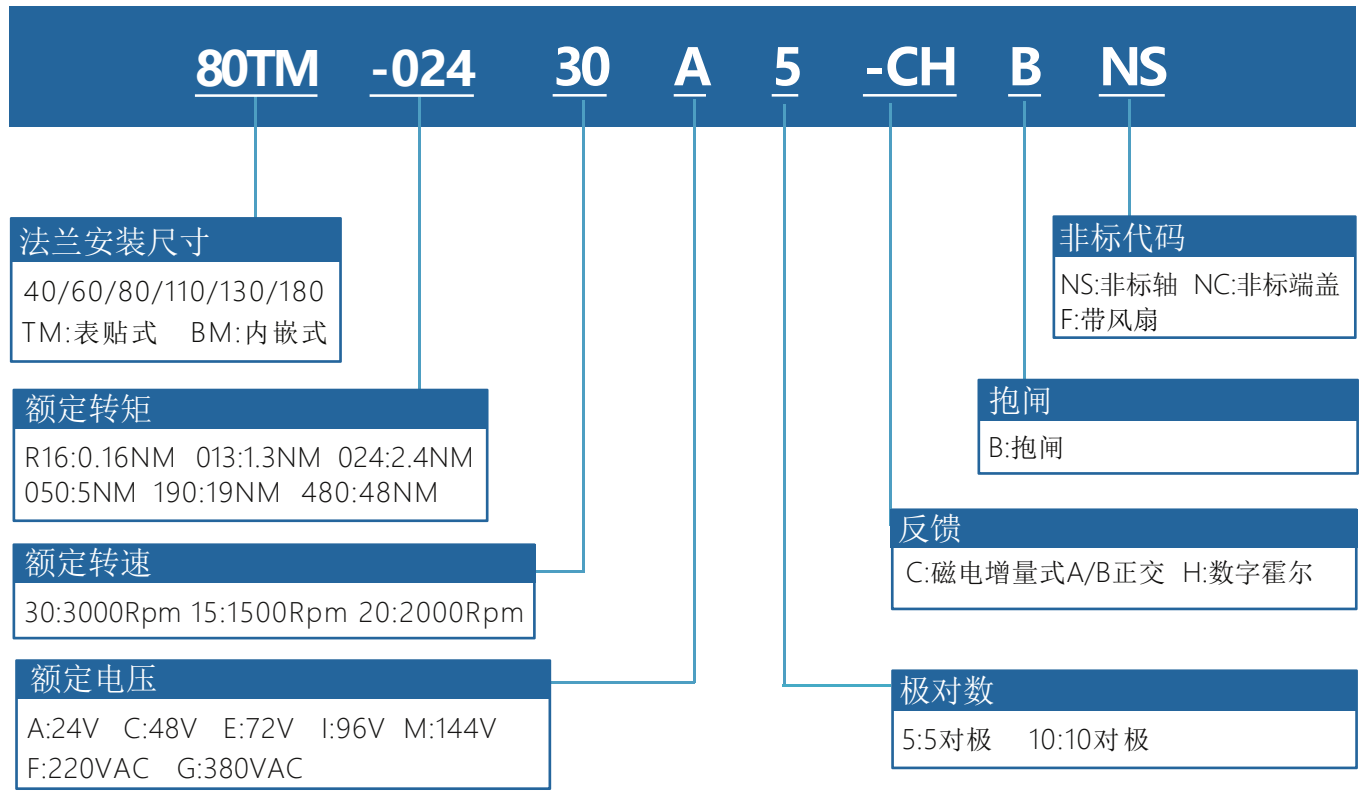 80TM -024 30 A 5 -CH B NS
法兰安装尺寸
40/60/80/110/130/180
TM:表贴式 BM:内嵌式
额定转矩
R16:0.16NM 013:1.3NM 024:2.4NM
050:5NM 190:19NM 480:48NM
额定转速
30:3000Rpm 15:1500Rpm 20:2000Rpm
额定电压
A:24V C:48V E:72V I:96V M:144V
F:220VAC G:380VAC
非标代码
NS:非标轴 NC:非标端盖
F:带风扇
抱闸
B:抱闸
反馈
C:磁电增量式A/B正交 H:数字霍尔
极对数
5:5对极 10:10对极